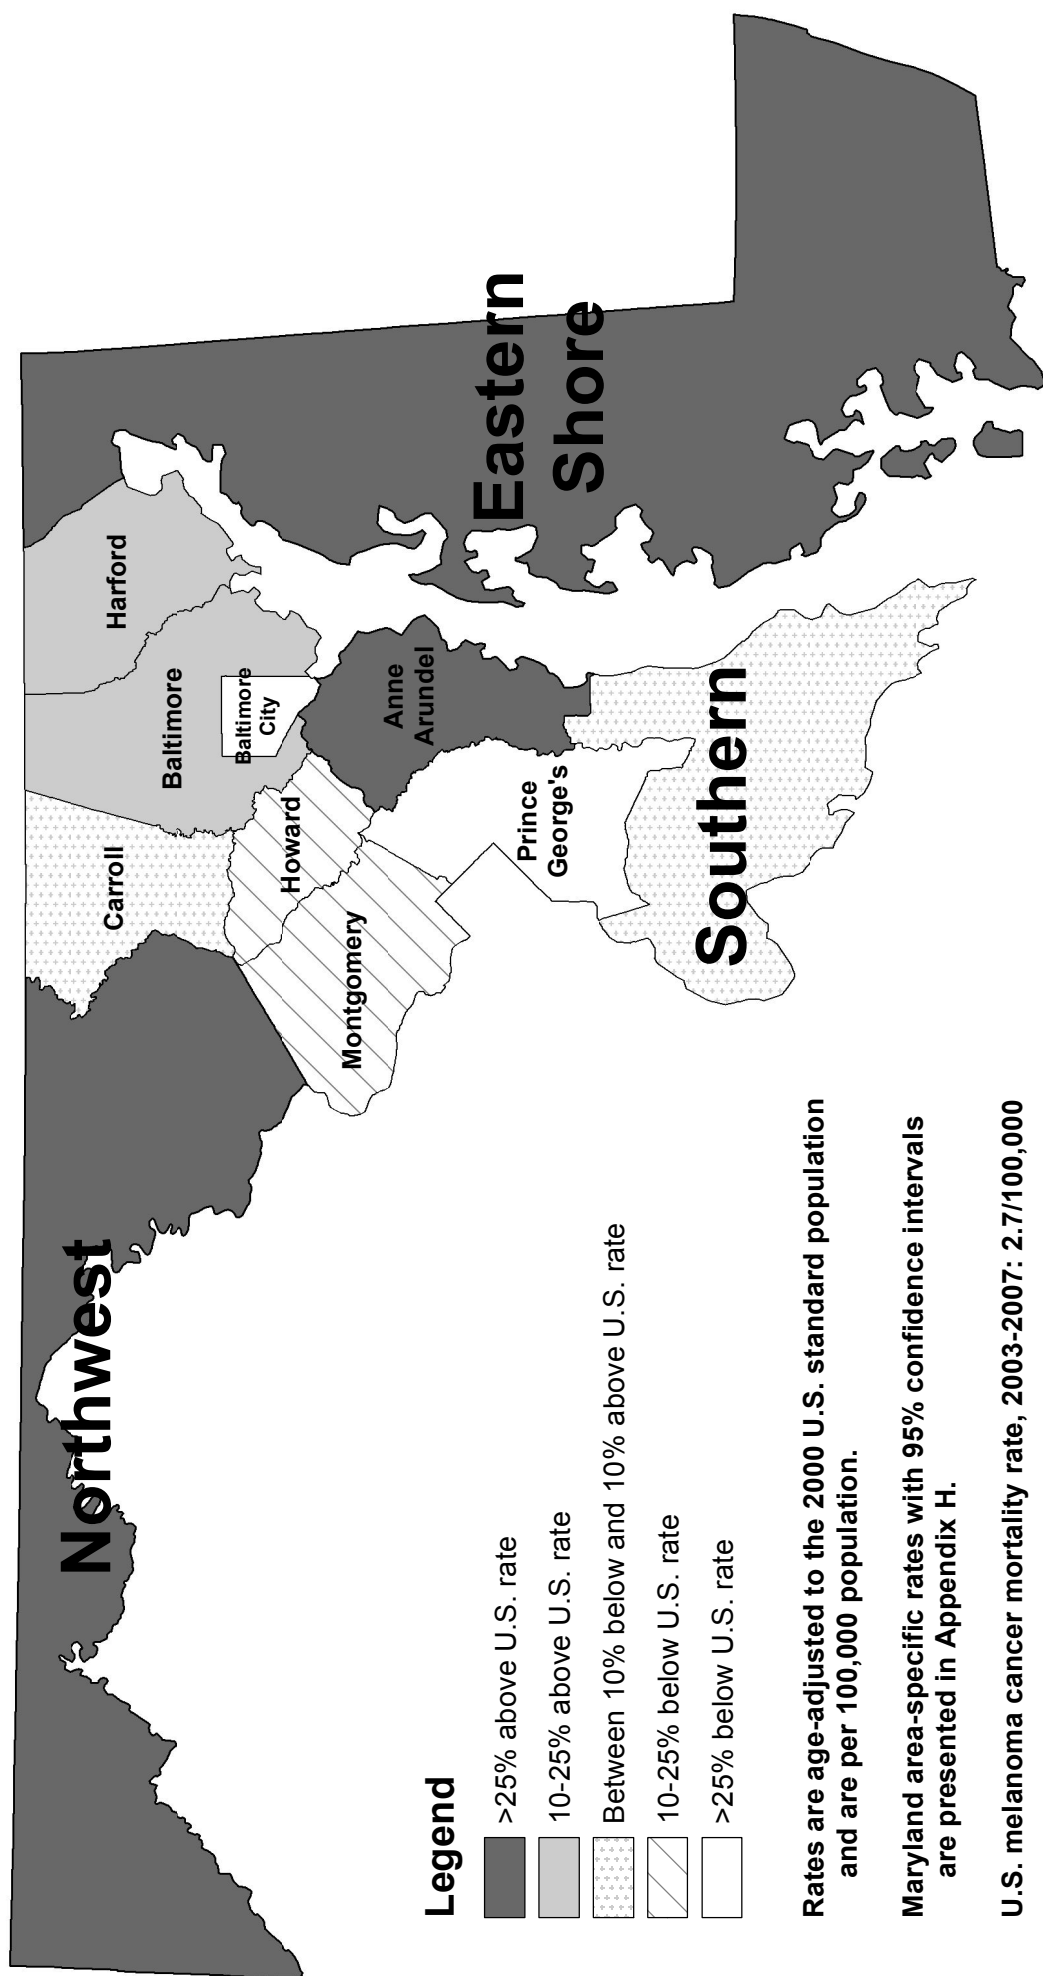 Northwest
Carroll
Baltimore
Harford
Baltimore
City
Howard
Montgomery
Anne
Arundel
Prince
George's
Eastern
Shore
Southern
Legend
>25% above U.S. rate
10-25% above U.S. rate
Between 10% below and 10% above U.S. rate
10-25% below U.S. rate
>25% below U.S. rate
Rates are age-adjusted to the 2000 U.S. standard population
and are per 100,000 population.
Maryland area-specific rates with 95% confidence intervals
are presented in Appendix H.
U.S. melanoma cancer mortality rate, 2003-2007: 2.7/100,000